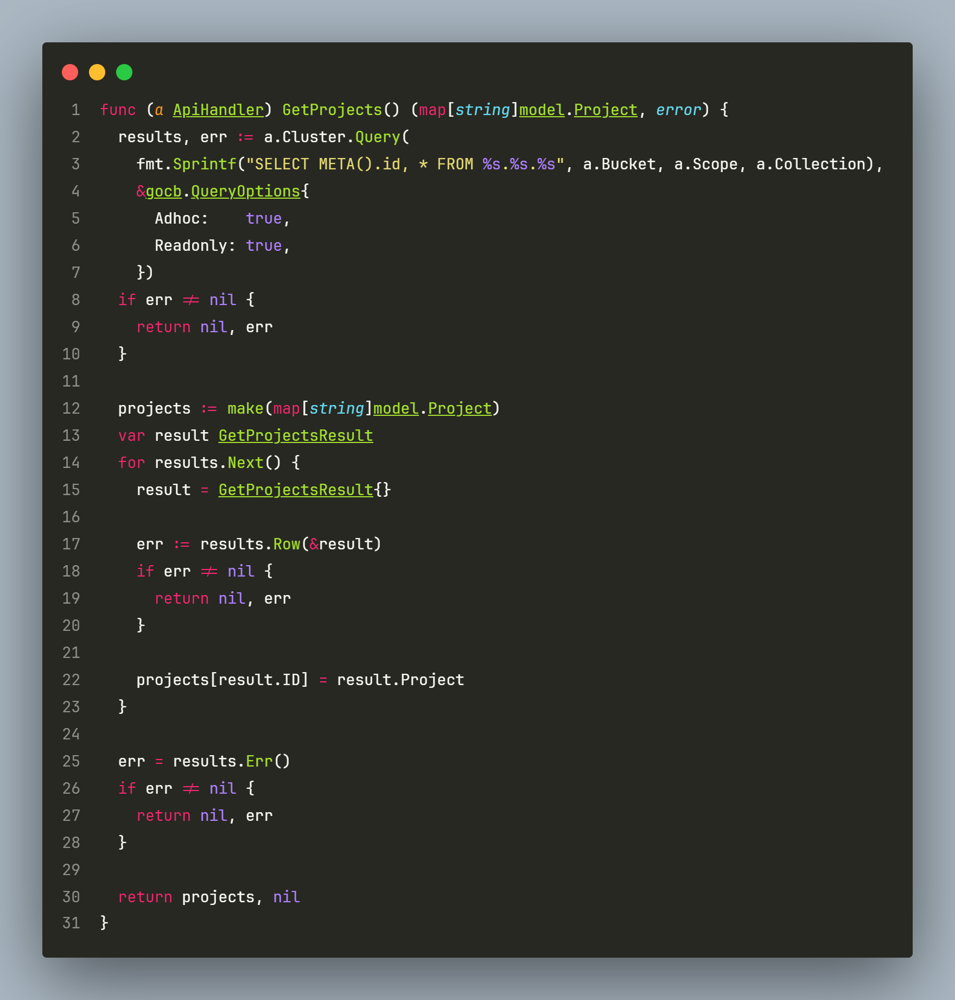 1 func (a ApiHandler) GetProjects() (map[string]model.Project, error) {
2   results, err := a.Cluster.Query(
3     fmt.Sprintf("SELECT META().id, * FROM %s.%s.%s", a.Bucket, a.Scope, a.Collection),
4     &gocb.QueryOptions{
5       Adhoc:    true,
6       Readonly: true,
7     })
8   if err != nil {
9     return nil, err
10   }
11
12   projects := make(map[string]model.Project)
13   var result GetProjectsResult
14   for results.Next() {
15     result = GetProjectsResult{}
16
17     err := results.Row(&result)
18     if err != nil {
19       return nil, err
20     }
21
22     projects[result.ID] = result.Project
23   }
24
25   err = results.Err()
26   if err != nil {
27     return nil, err
28   }
29
30   return projects, nil
31 }